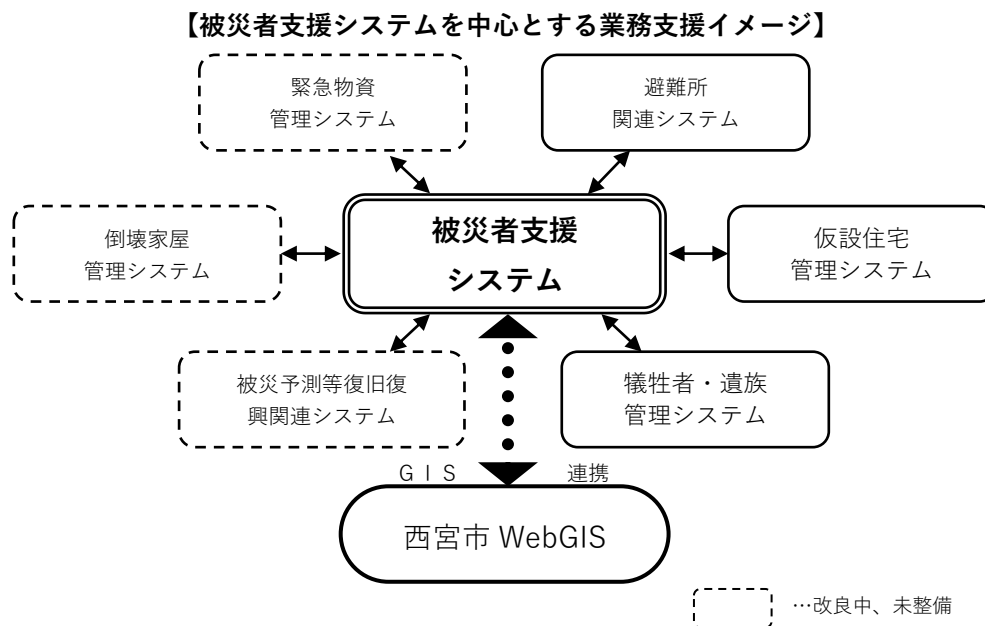 【被災者支援システムを中心とする業務支援イメージ】
緊急物資
管理システム
避難所
関連システム
倒壊家屋
管理システム
被災者支援
システム
仮設住宅
管理システム
被災予測等復旧復
興関連システム
犠牲者・遺族
管理システム
ＧＩＳ 連携
西宮市 WebGIS
…改良中、未整備